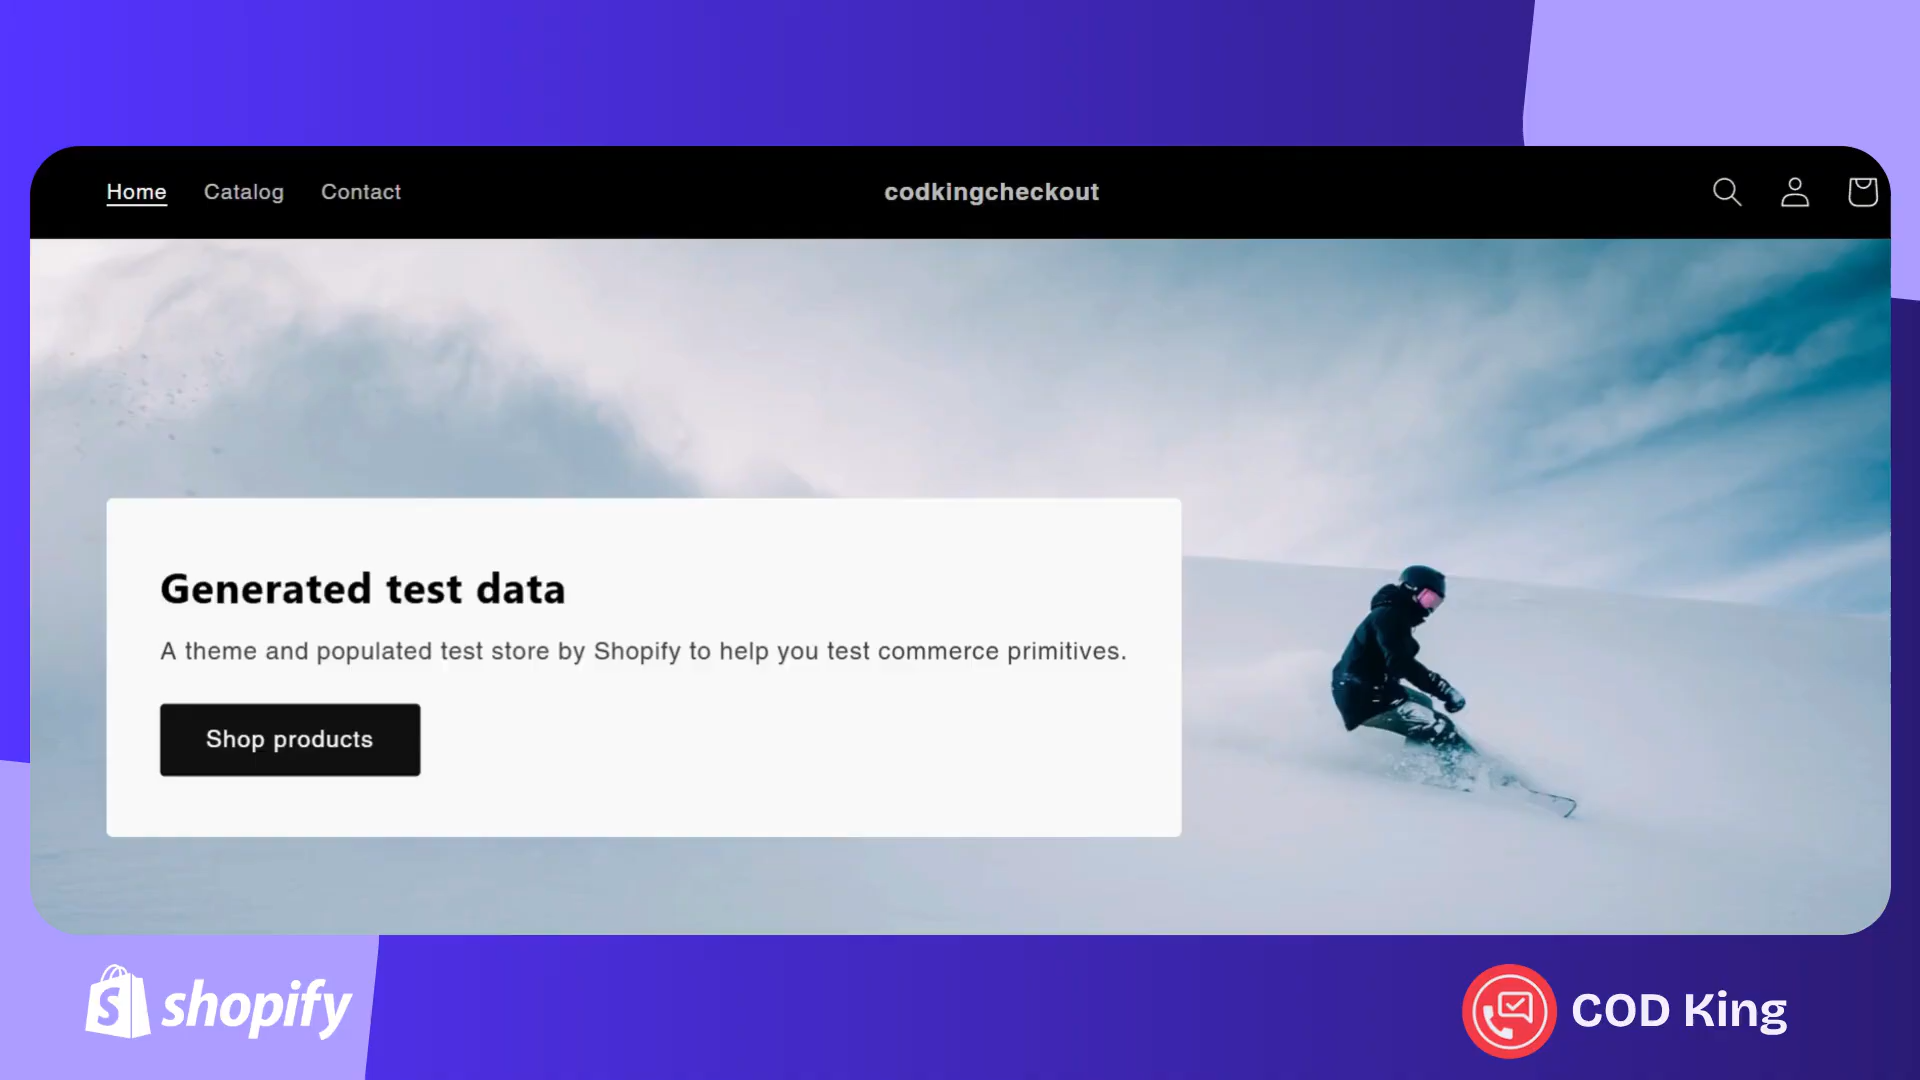 Home Catalog Contact codkingcheckout
Generated test data
A theme and populated test store by Shopify to help you test commerce primitives.
Shop products
shopify
COD King